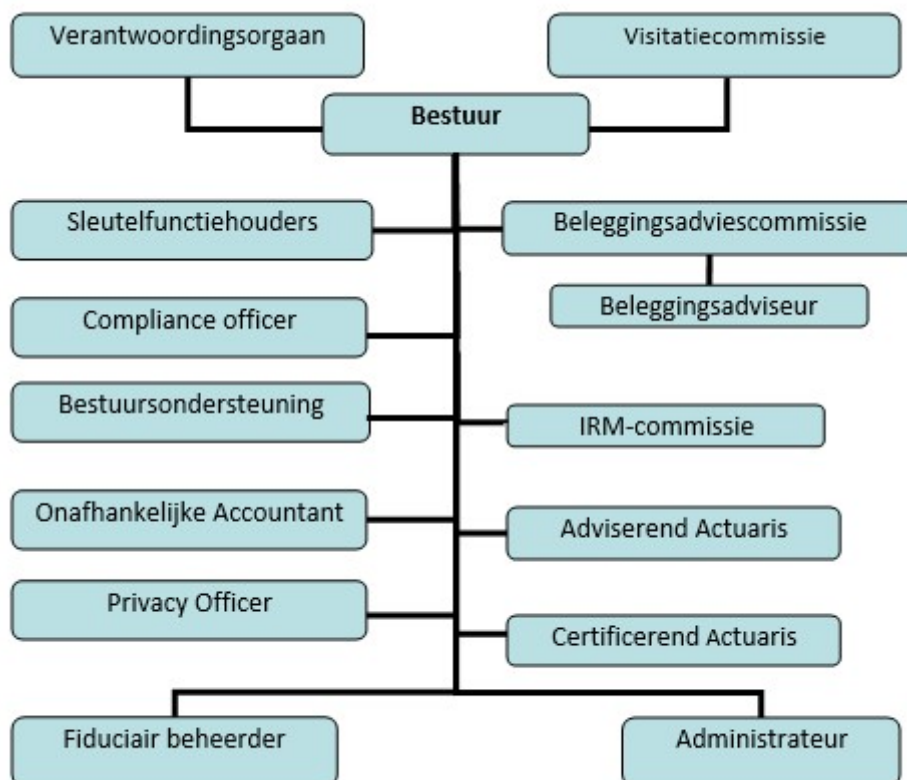 Verantwoordingsorgaan
Visitatiecommissie
Bestuur
Sleutelfunctiehouders
Beleggingsadviescommissie
Beleggingsadviseur
Compliance officer
Bestuursondersteuning
IRM-commissie
Onafhankelijke Accountant
Adviserend Actuaris
Privacy Officer
Certificerend Actuaris
Fiduciair beheerder
Administrateur